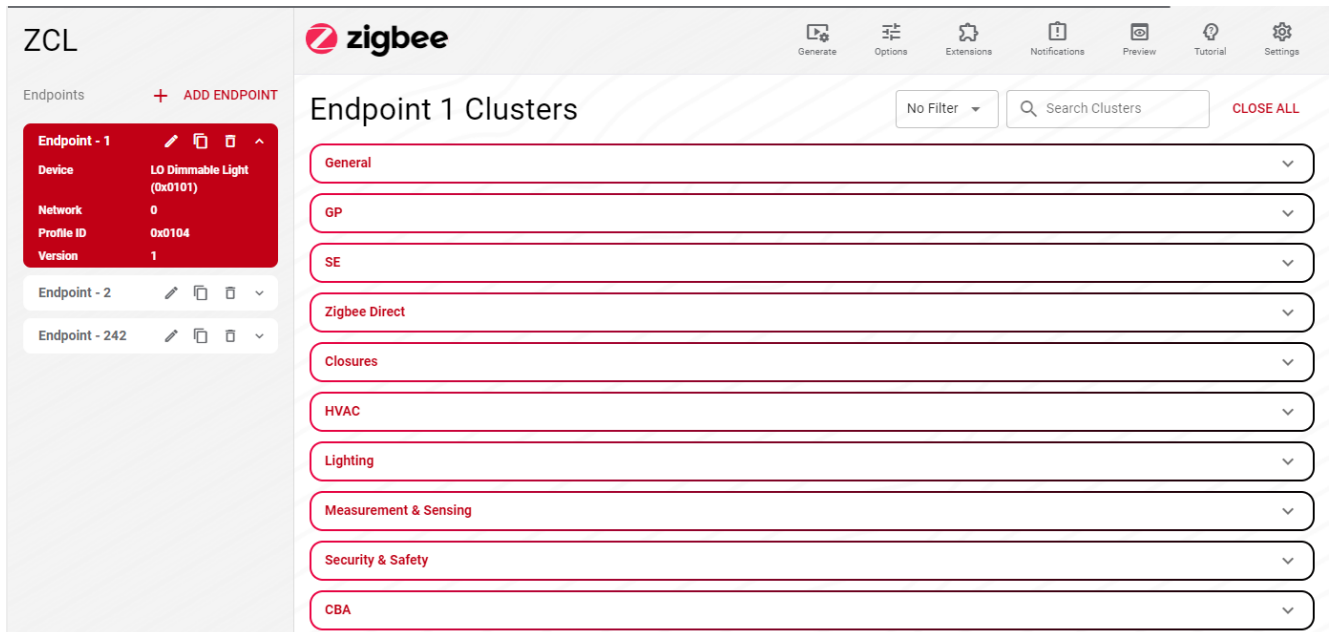 ZCL
zigbee
Generate
Options
Extensions
Notifications
Preview
Tutorial
Settings
Endpoints
ADD ENDPOINT
Endpoint - 1
Device LO Dimmable Light
(0x0101)
Network 0
Profile ID 0x0104
Version 1
Endpoint - 2
Endpoint - 242
Endpoint 1 Clusters
No Filter
Search Clusters
CLOSE ALL
General
GP
SE
Zigbee Direct
Closures
HVAC
Lighting
Measurement & Sensing
Security & Safety
CBA